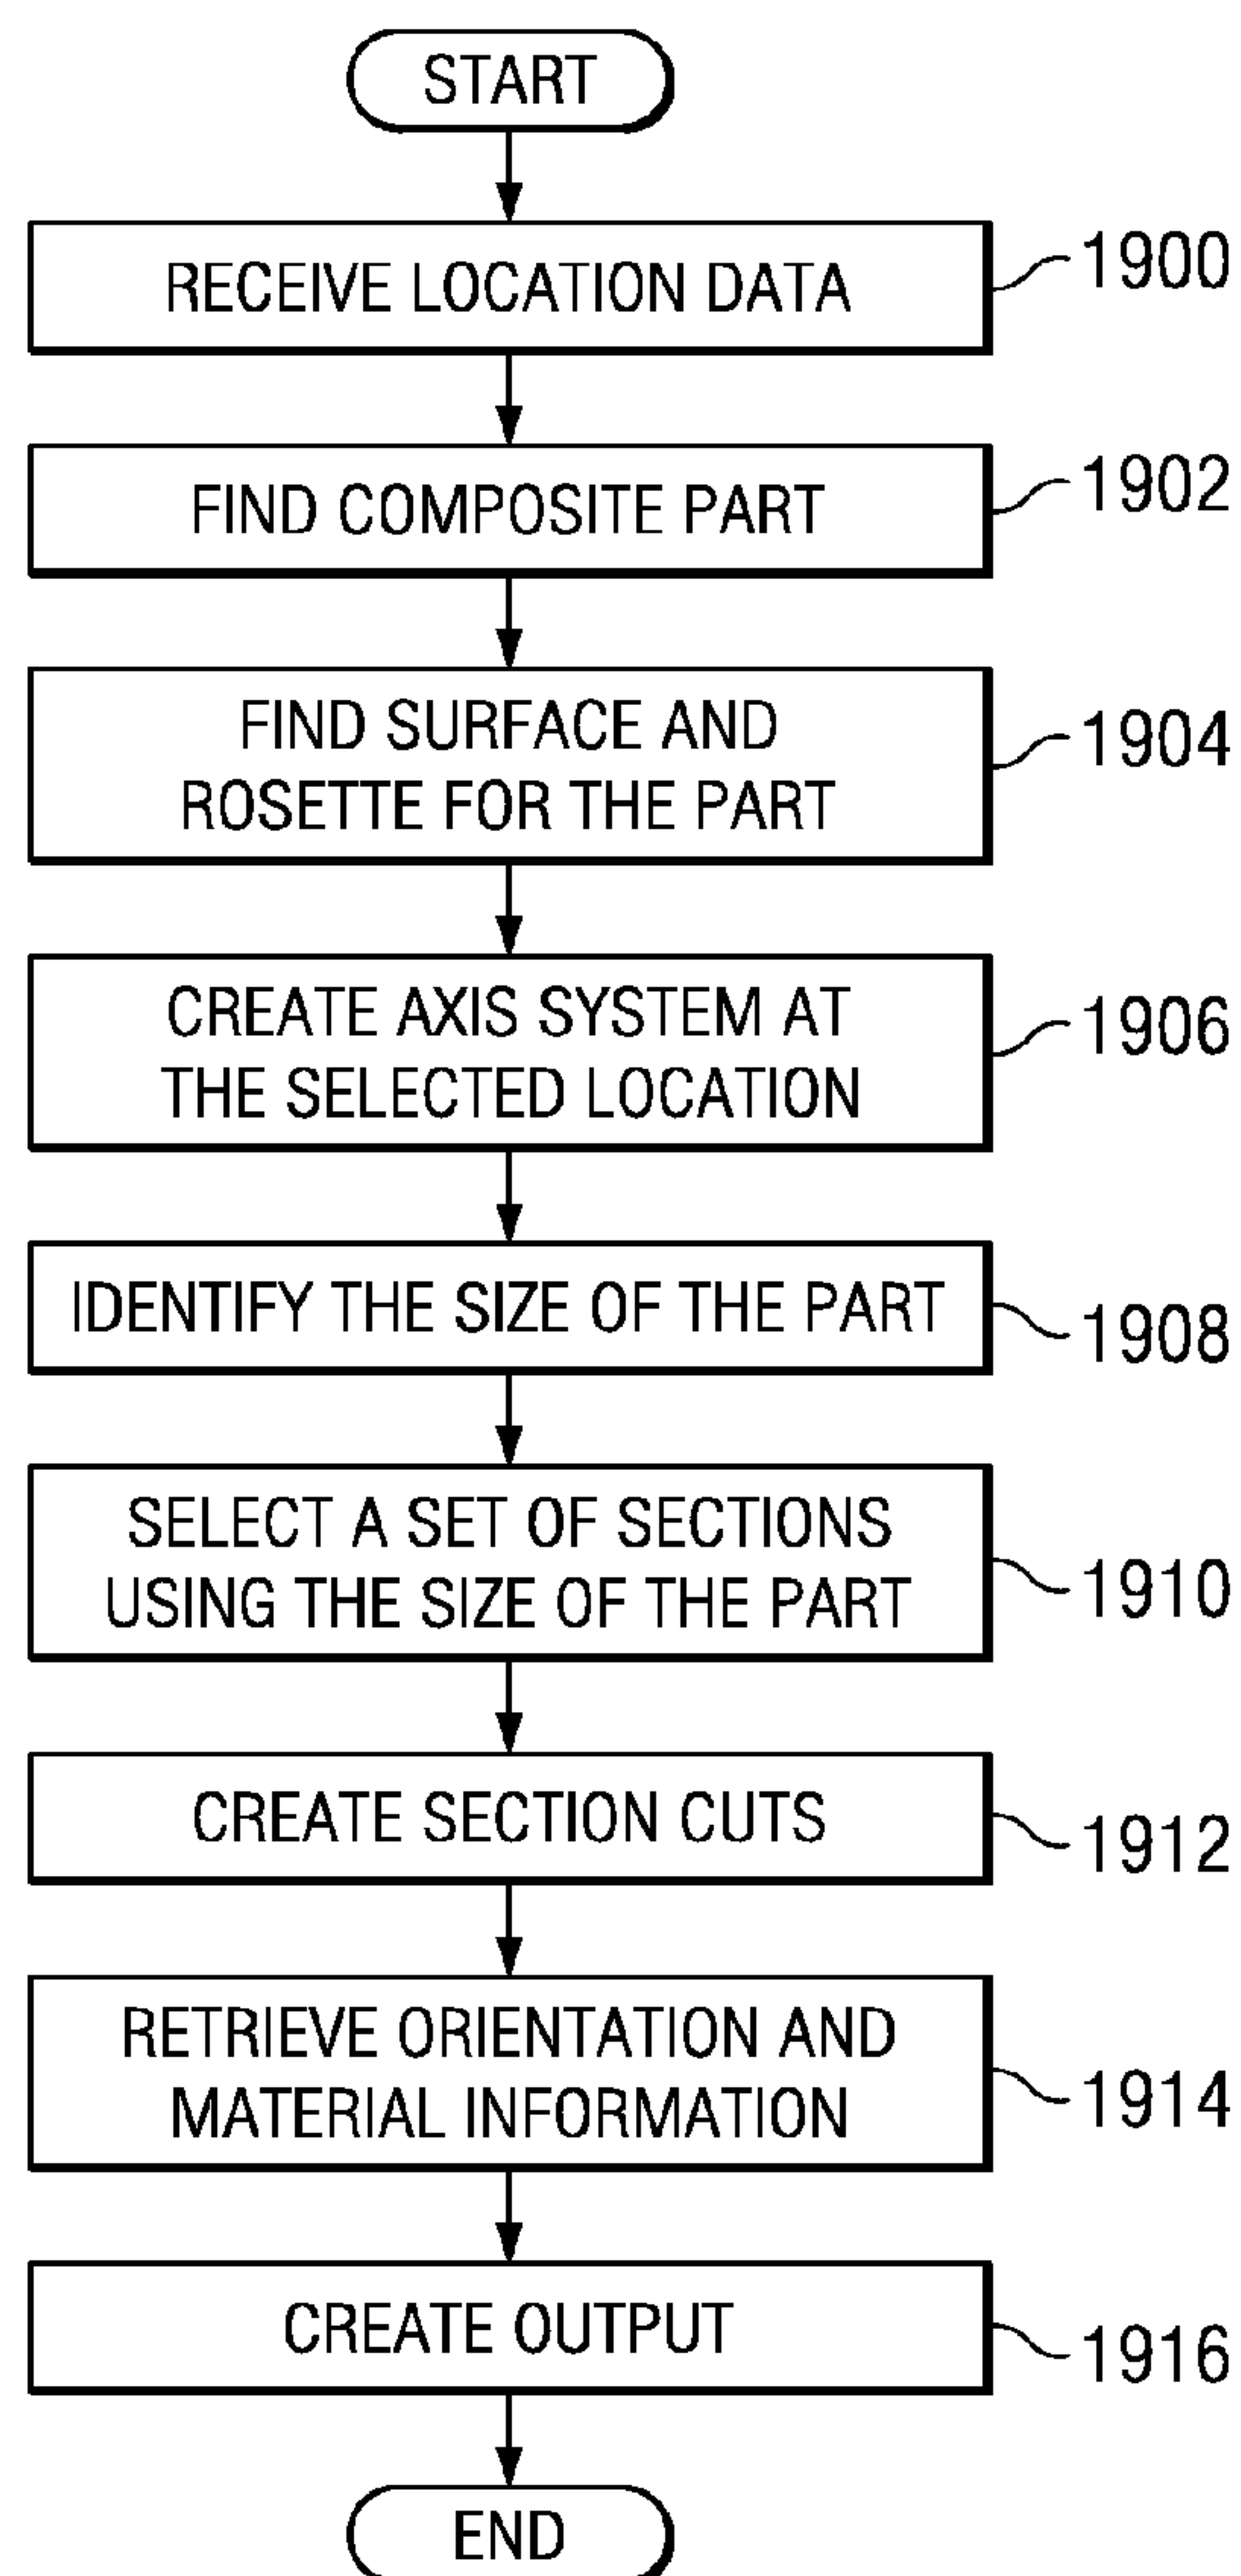 START
RECEIVE LOCATION DATA
1900
FIND COMPOSITE PART
1902
FIND SURFACE AND
ROSETTE FOR THE PART
1904
CREATE AXIS SYSTEM AT
THE SELECTED LOCATION
1906
IDENTIFY THE SIZE OF THE PART
1908
SELECT A SET OF SECTIONS
USING THE SIZE OF THE PART
1910
CREATE SECTION CUTS
1912
RETRIEVE ORIENTATION AND
MATERIAL INFORMATION
1914
CREATE OUTPUT
1916
END